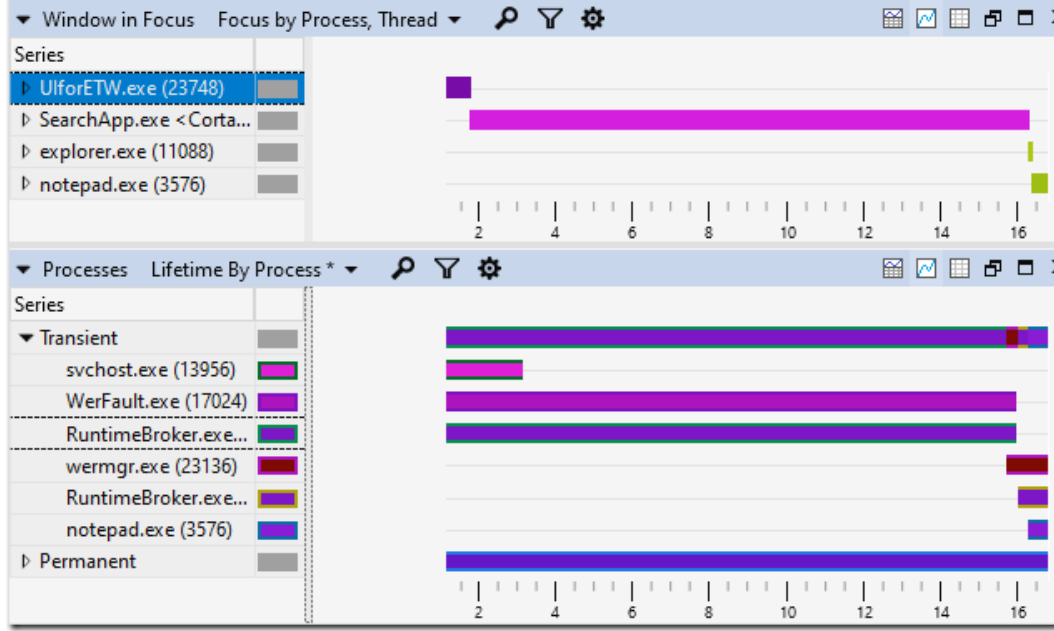 Window in Focus Focus by Process, Thread
Series
UIforETW.exe (23748)
SearchApp.exe <Corta...
explorer.exe (11088)
notepad.exe (3576)
2 4 6 8 10 12 14 16
Processes Lifetime By Process *
Series
Transient
svchost.exe (13956)
WerFault.exe (17024)
RuntimeBroker.exe...
wermgr.exe (23136)
RuntimeBroker.exe...
notepad.exe (3576)
Permanent
2 4 6 8 10 12 14 16